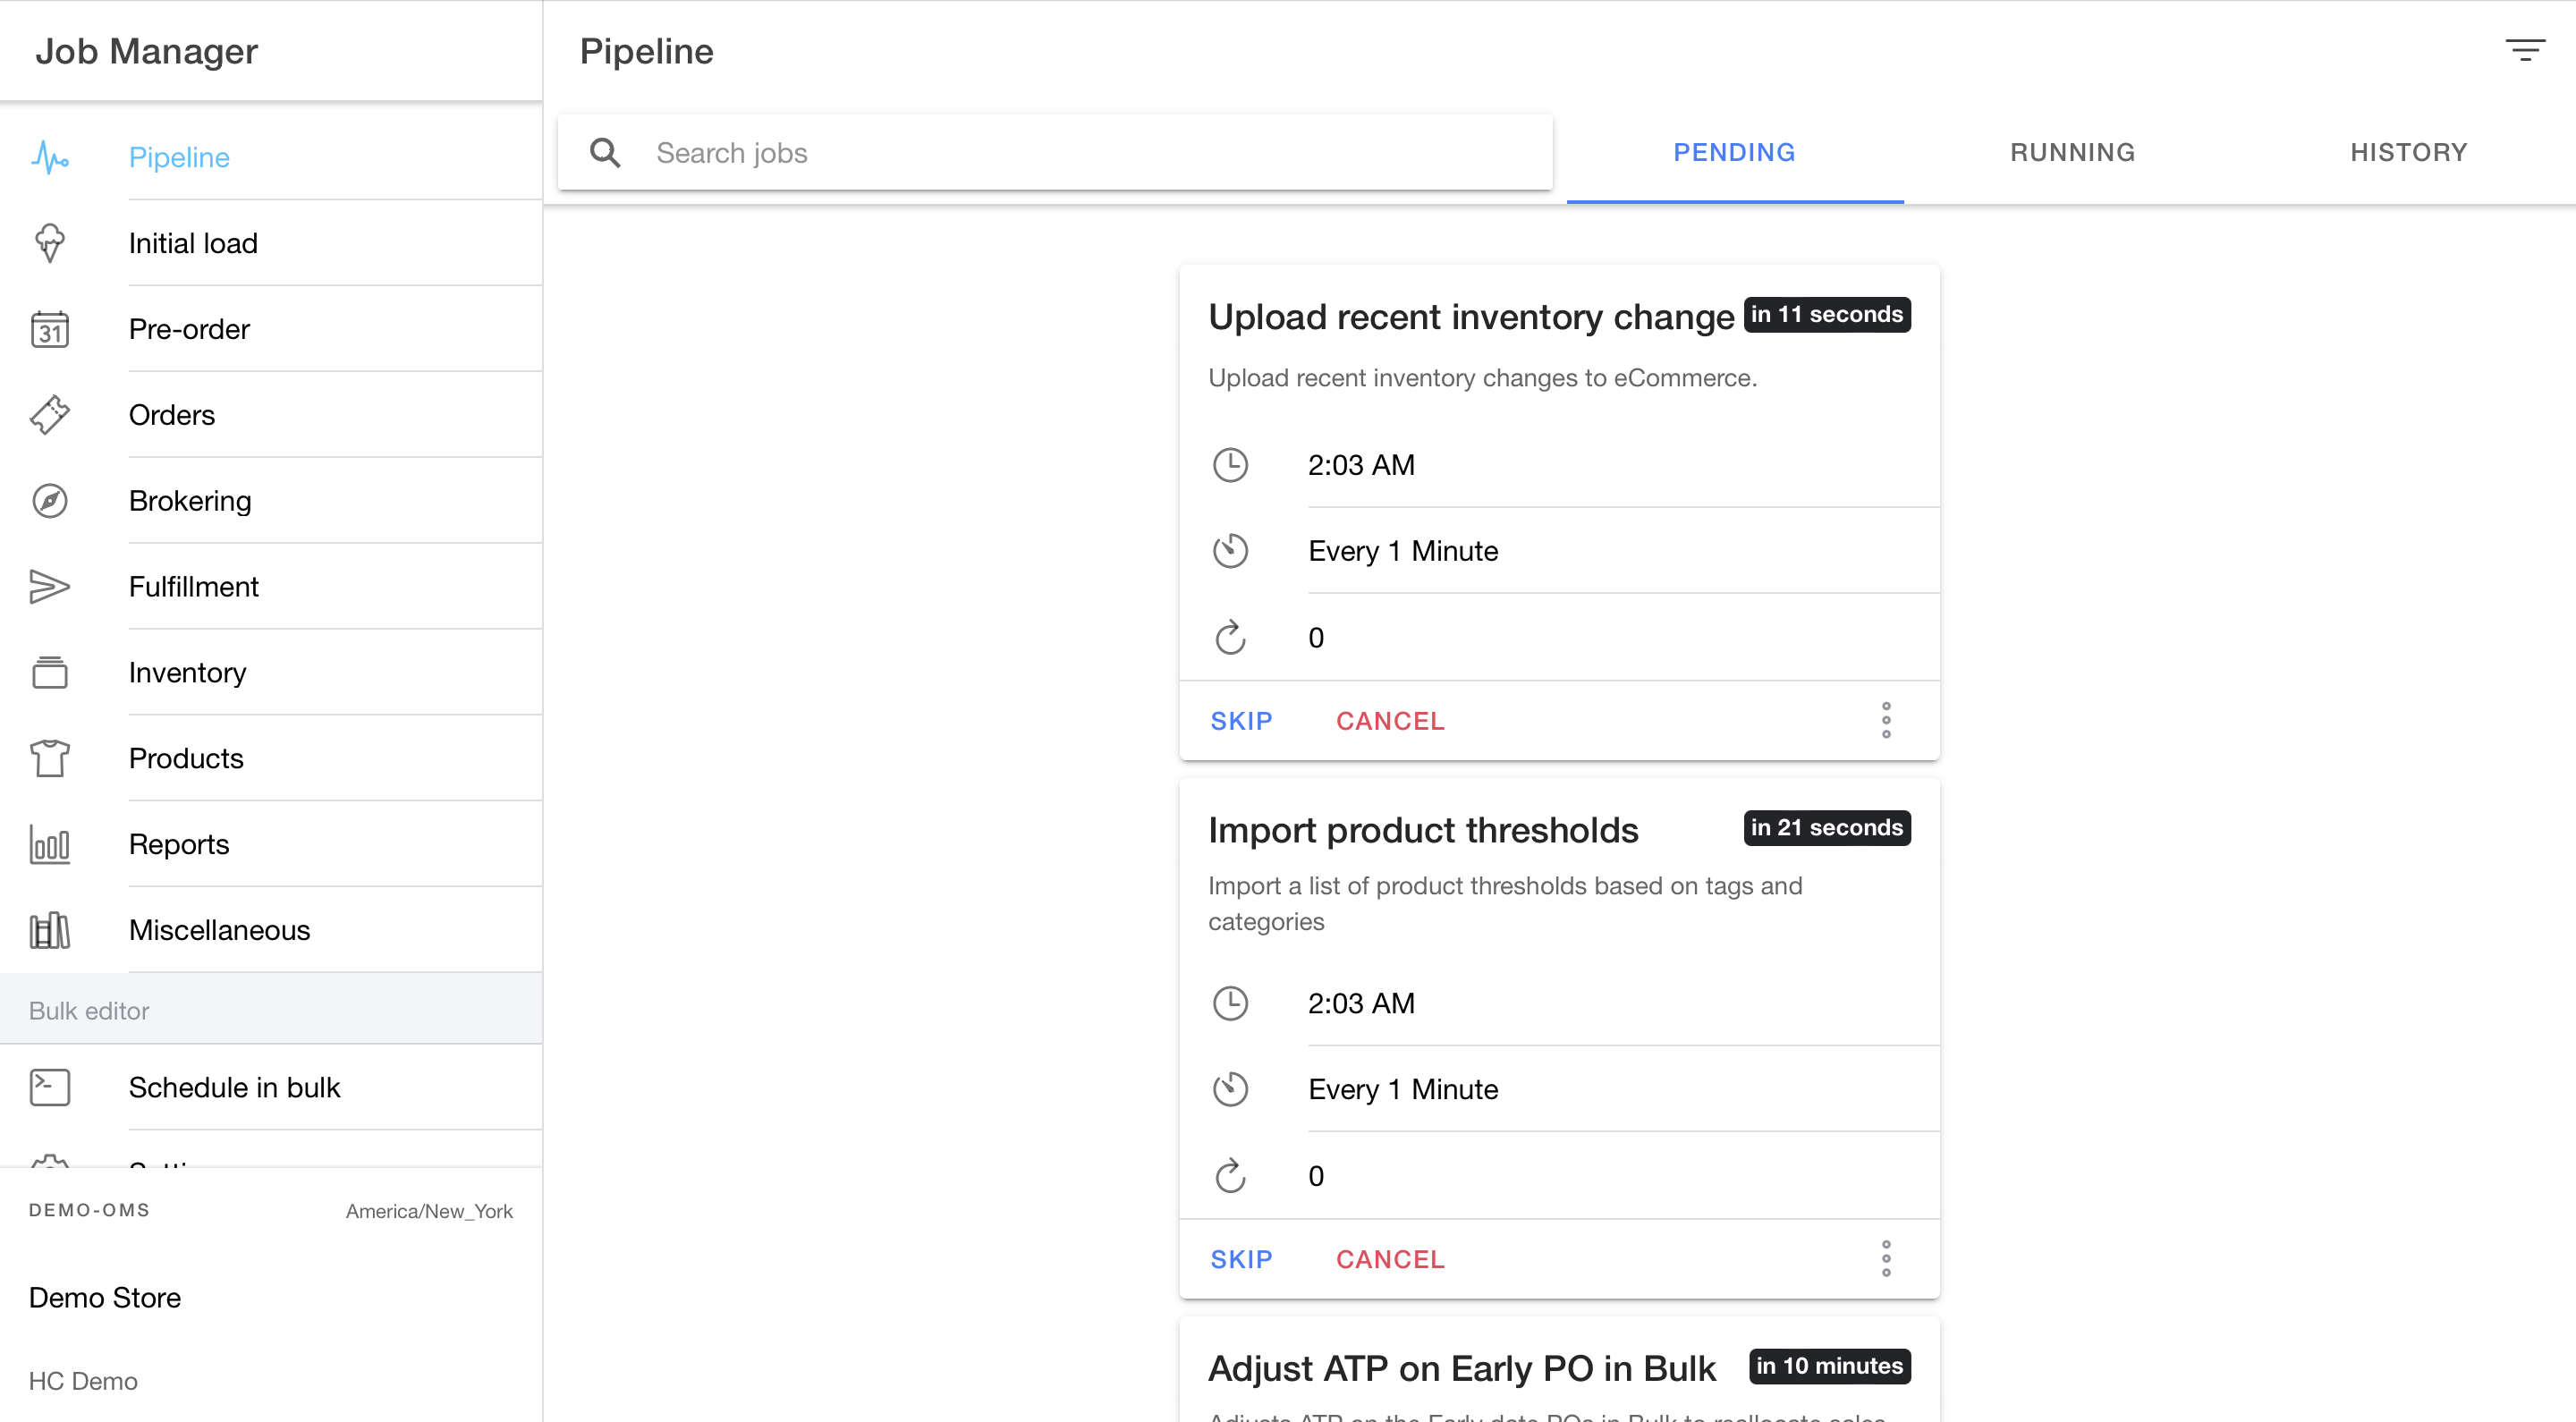 Job Manager
Pipeline
Initial load
31
Pre-order
Orders
Brokering
Fulfillment
Inventory
Products
Reports
Miscellaneous
Bulk editor
Schedule in bulk
DEMO-OMS America/New_York
Demo Store
HC Demo
Pipeline
Search jobs
PENDING RUNNING HISTORY
Upload recent inventory change in 11 seconds
Upload recent inventory changes to eCommerce.
2:03 AM
Every 1 Minute
0
SKIP CANCEL
Import product thresholds in 21 seconds
Import a list of product thresholds based on tags and
categories
2:03 AM
Every 1 Minute
0
SKIP CANCEL
Adjust ATP on Early PO in Bulk in 10 minutes